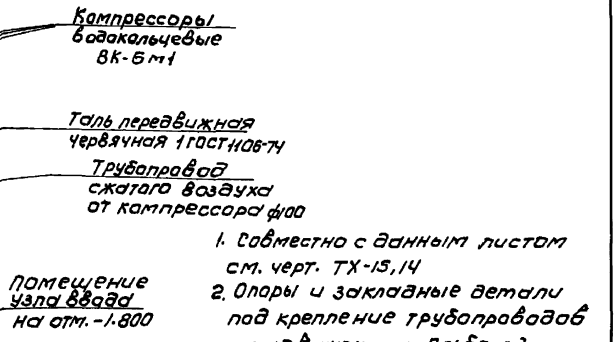 Компрессоры
водокольцевые
ВК-6м1
Таль передвижная
червячная 1 ГОСТ 1106-74
Трубопровод
сжатого воздуха
от компрессора ф100
1. Совместно с данным листом
см. черт. ТХ-15,14
помещение
узла ввода
на отм. -1.800
2. Опоры и закладные детали
под крепление трубопроводов